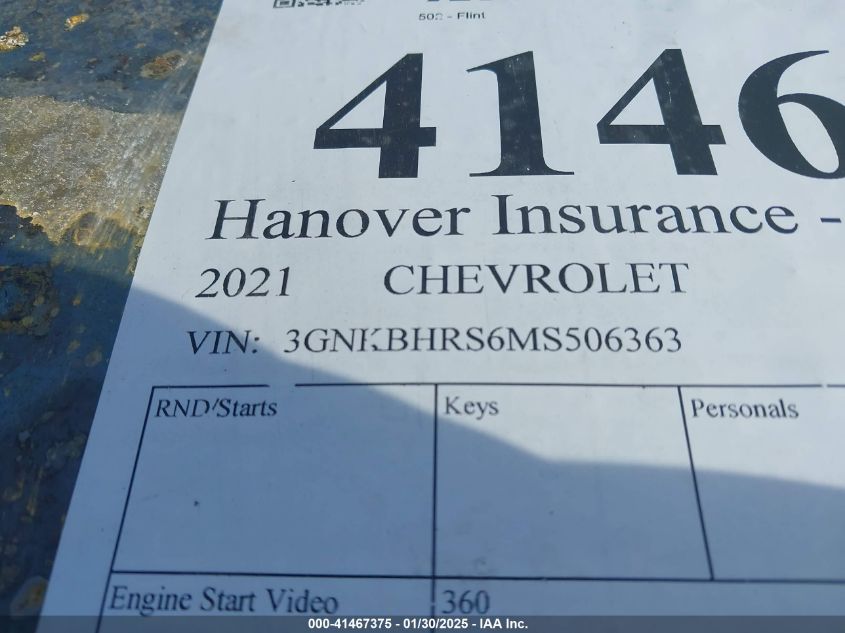 502 - Flint
4146
Hanover Insurance -
2021 CHEVROLET
VIN: 3GNKBHRS6MS506363
RND/Starts Keys Personals
Engine Start Video 360
000-41467375 - 01/30/2025 - IAA Inc.